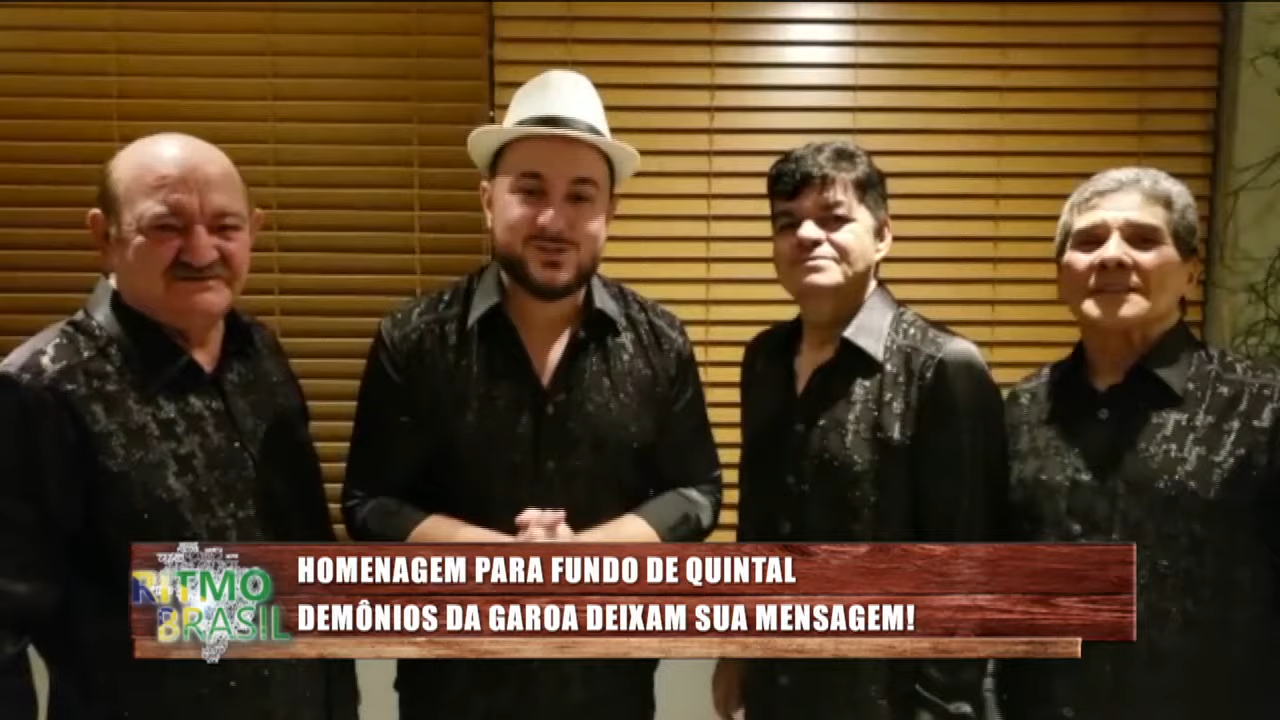 RITMO
BRASIL
HOMENAGEM PARA FUNDO DE QUINTAL
DEMÔNIOS DA GAROA DEIXAM SUA MENSAGEM!